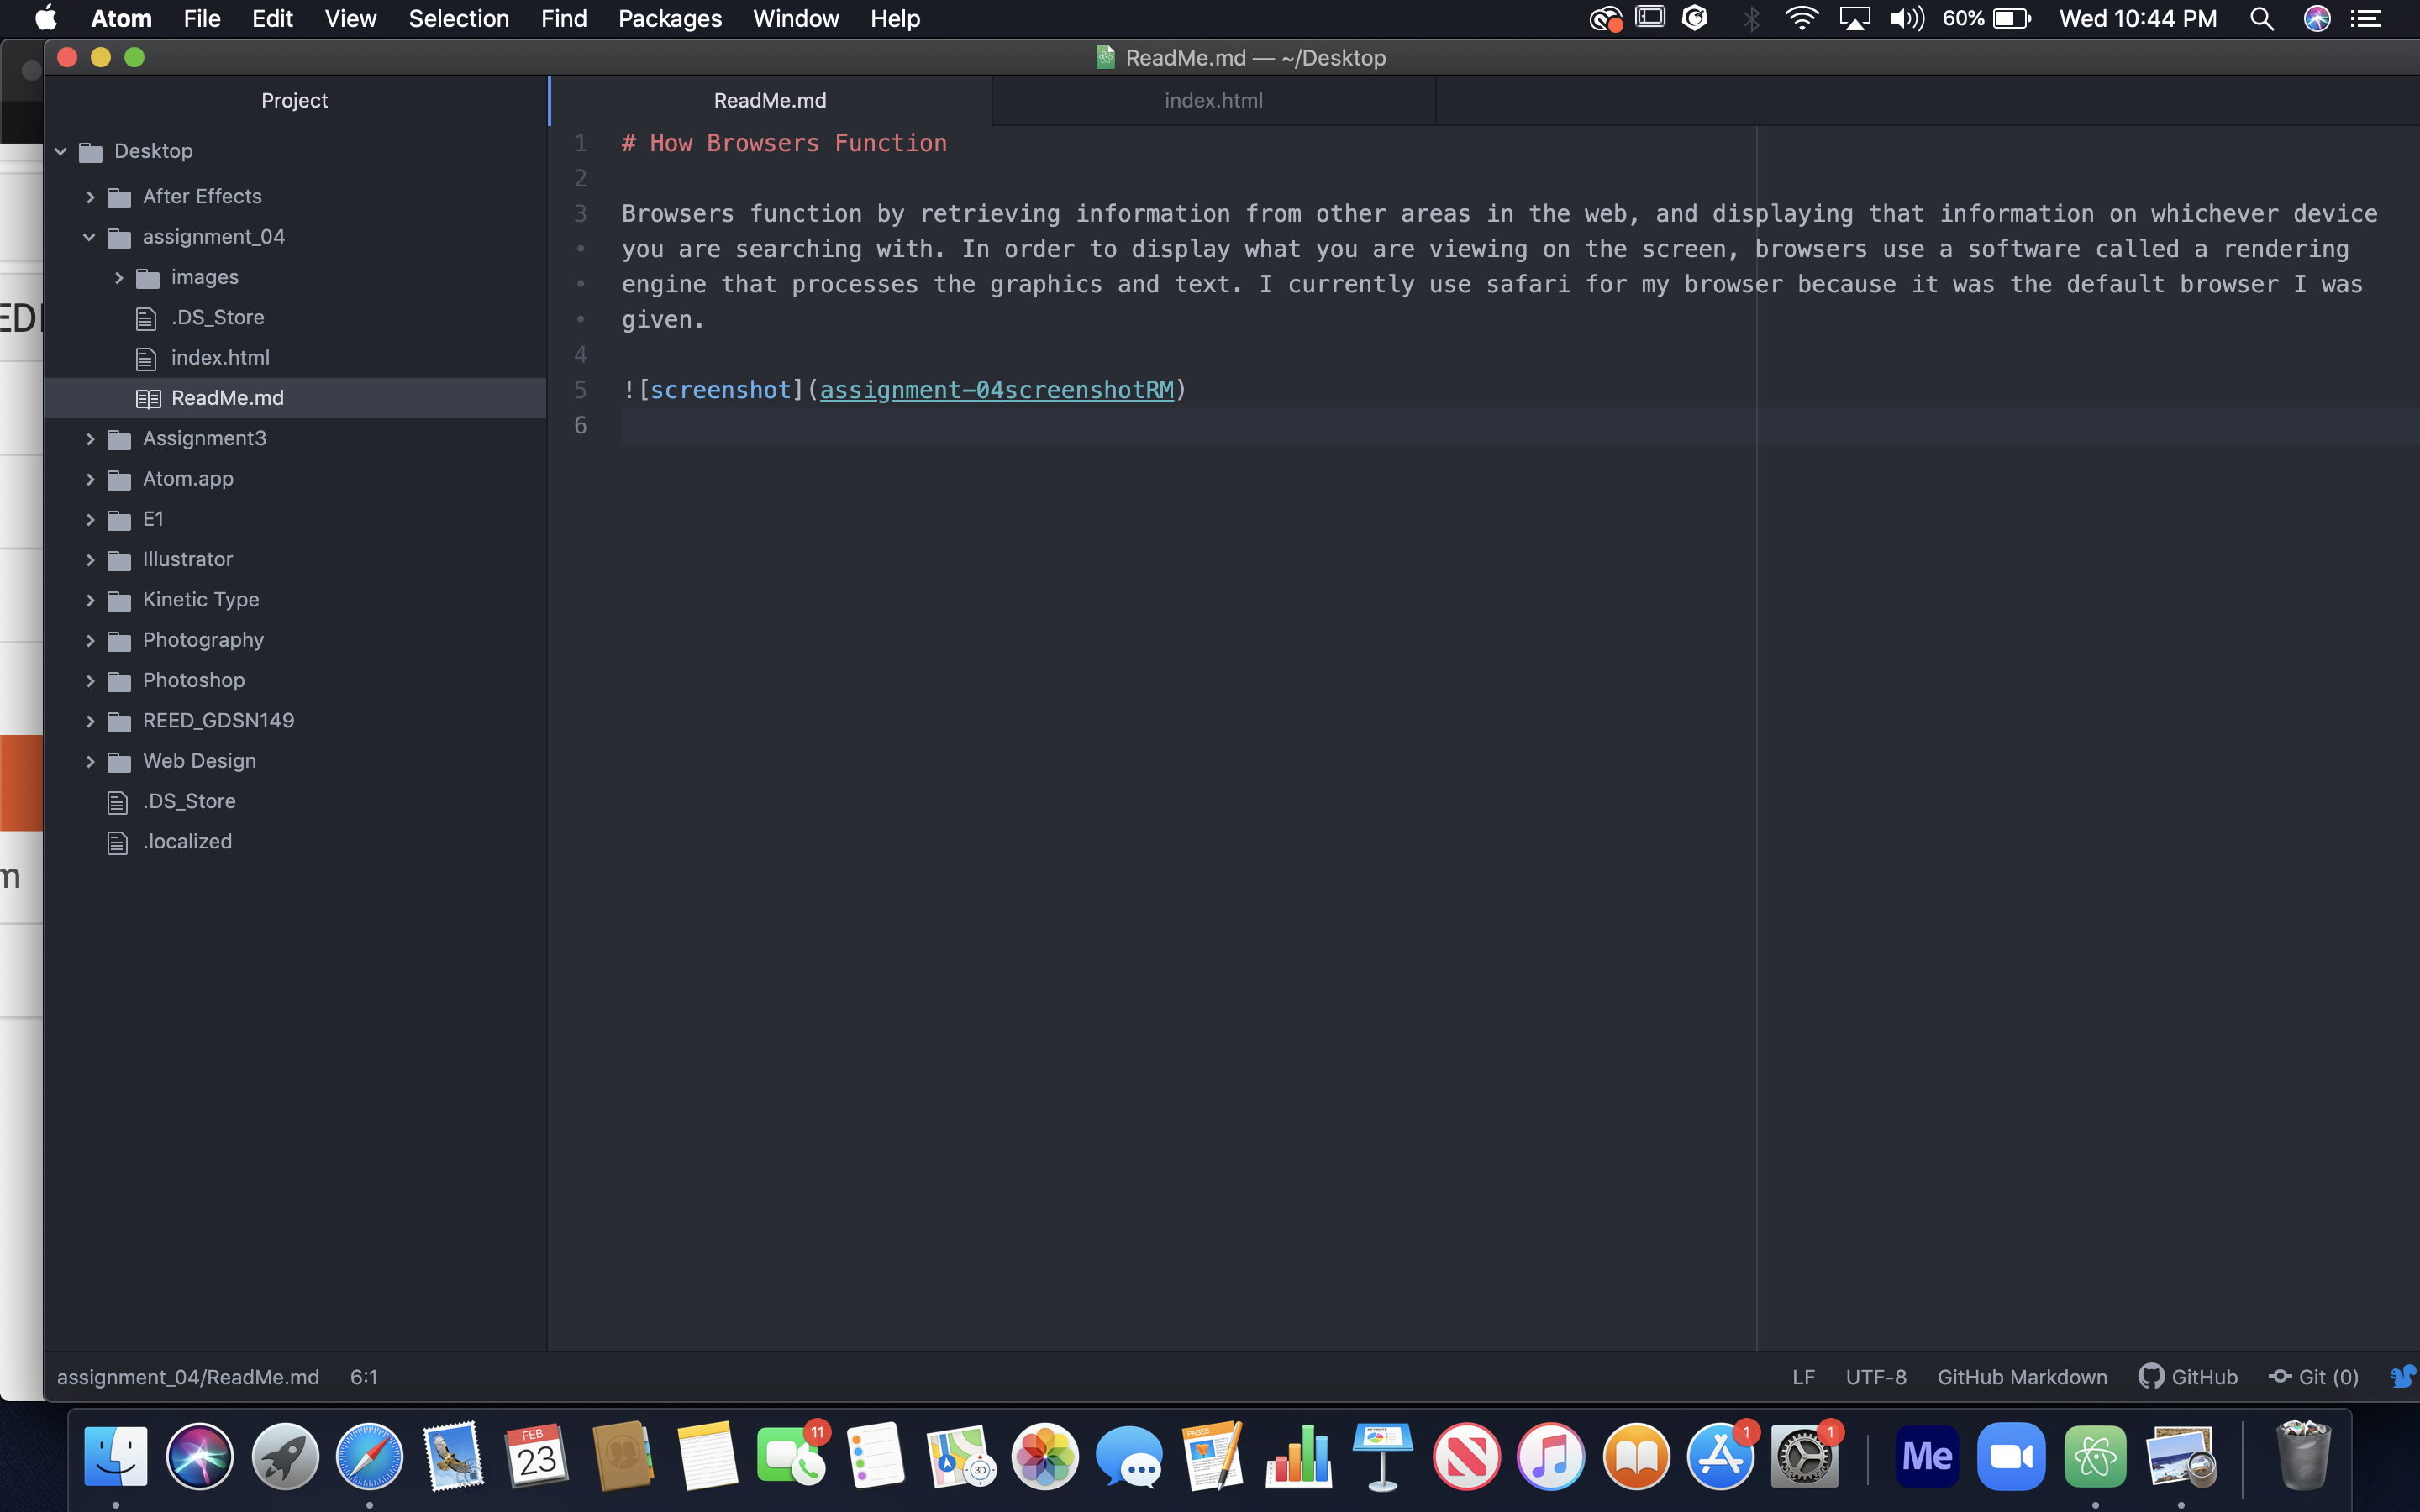 Atom File Edit View Selection Find Packages Window Help 60% Wed 10:44 PM
ReadMe.md — ~/Desktop
Project
ReadMe.md
index.html
Desktop
After Effects
assignment_04
images
.DS_Store
index.html
ReadMe.md
Assignment3
Atom.app
E1
Illustrator
Kinetic Type
Photography
Photoshop
REED_GDSN149
Web Design
.DS_Store
.localized
1 # How Browsers Function
2
3 Browsers function by retrieving information from other areas in the web, and displaying that information on whichever device
• you are searching with. In order to display what you are viewing on the screen, browsers use a software called a rendering
• engine that processes the graphics and text. I currently use safari for my browser because it was the default browser I was
• given.
4
5 ![screenshot](assignment-04screenshotRM)
6
assignment_04/ReadMe.md 6:1 LF UTF-8 GitHub Markdown GitHub Git (0)
m
FEB
23
11
3D
PAGES
1
1
Me